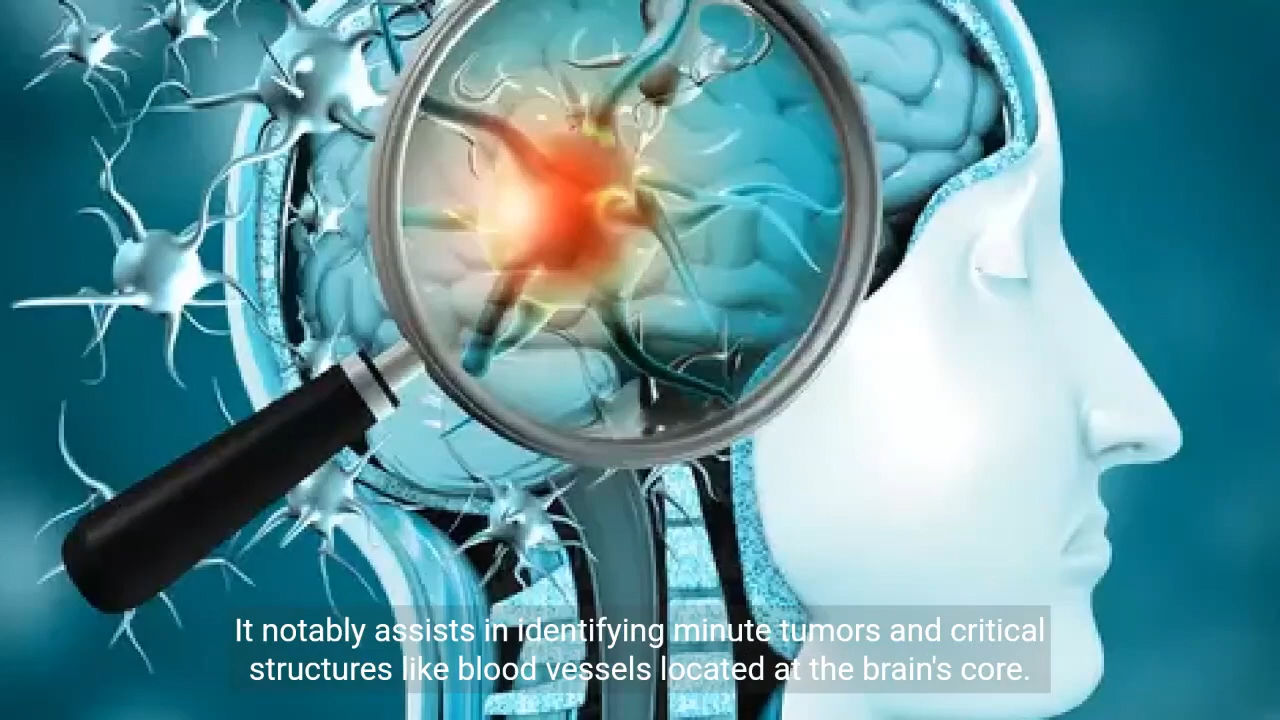 It notably assists in identifying minute tumors and critical
structures like blood vessels located at the brain's core.